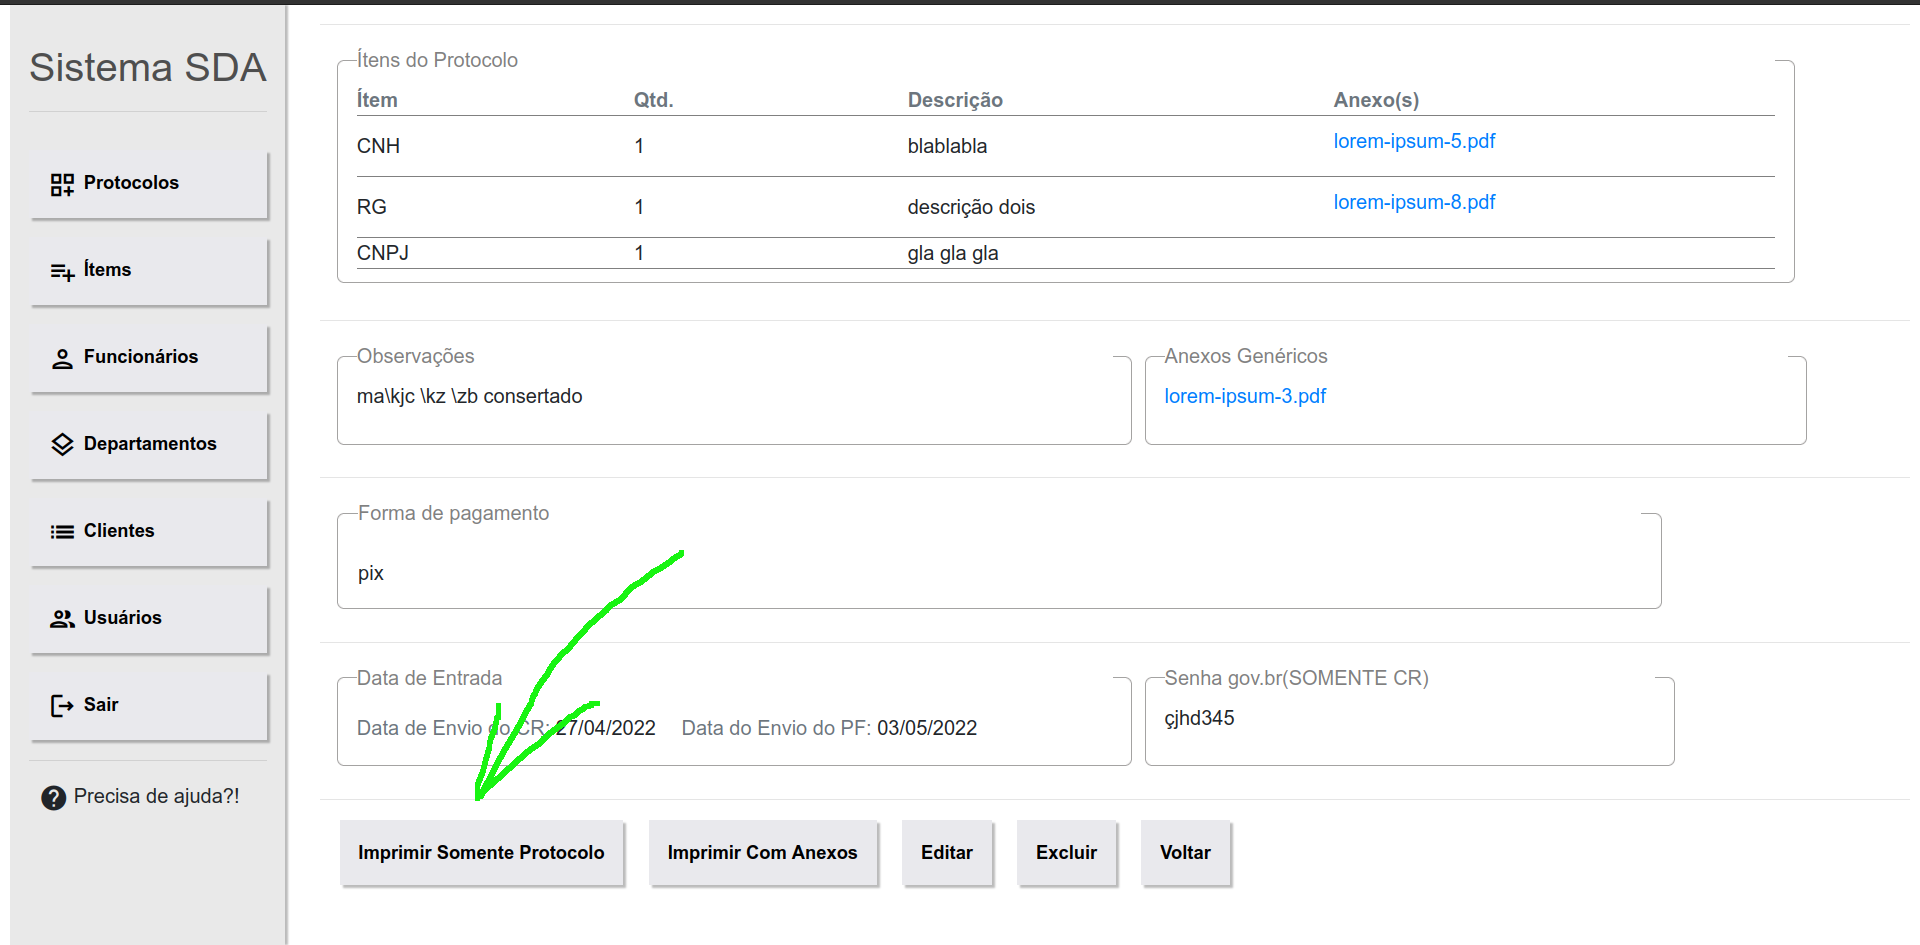 Sistema SDA
Protocolos
Ítems
Funcionários
Departamentos
Clientes
Usuários
Sair
Precisa de ajuda?!
Ítens do Protocolo
Ítem Qtd. Descrição Anexo(s)
CNH 1 blablabla lorem-ipsum-5.pdf
RG 1 descrição dois lorem-ipsum-8.pdf
CNPJ 1 gla gla gla
Observações
ma\kjc \kz \zb consertado
Anexos Genéricos
lorem-ipsum-3.pdf
Forma de pagamento
pix
Data de Entrada
Data de Envio do CR: 27/04/2022 Data do Envio do PF: 03/05/2022
Senha gov.br(SOMENTE CR)
çjhd345
Imprimir Somente Protocolo Imprimir Com Anexos Editar Excluir Voltar